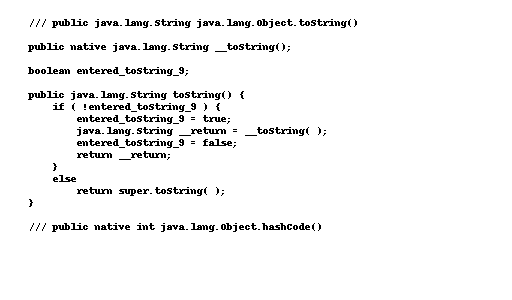 /// public java.lang.String java.lang.Object.toString()
public native java.lang.String __toString();
boolean entered_toString_9;
public java.lang.String toString() {
if ( !entered_toString_9 ) {
entered_toString_9 = true;
java.lang.String __return = __toString( );
entered_toString_9 = false;
return __return;
}
else
return super.toString( );
}
/// public native int java.lang.Object.hashCode()